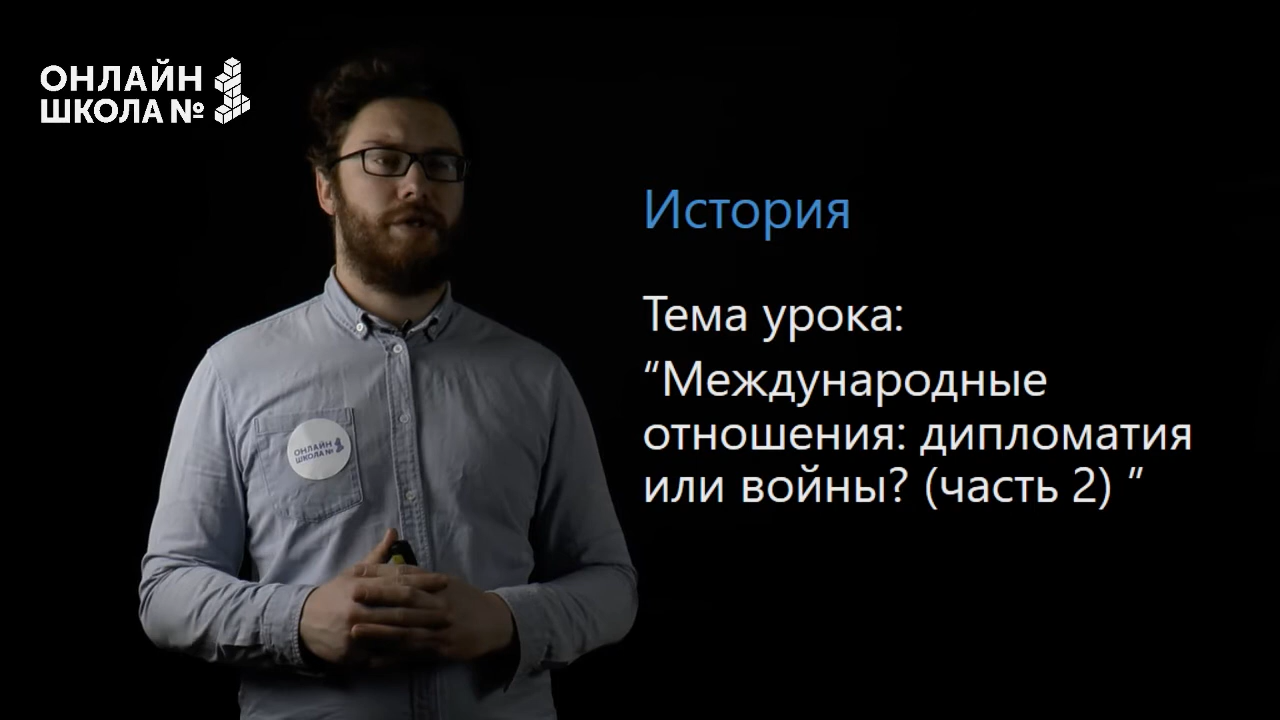 ОНЛАЙН
ШКОЛА №
История
Тема урока:
“Международные
отношения: дипломатия
или войны? (часть 2) ”
ОНЛАЙН
ШКОЛА №